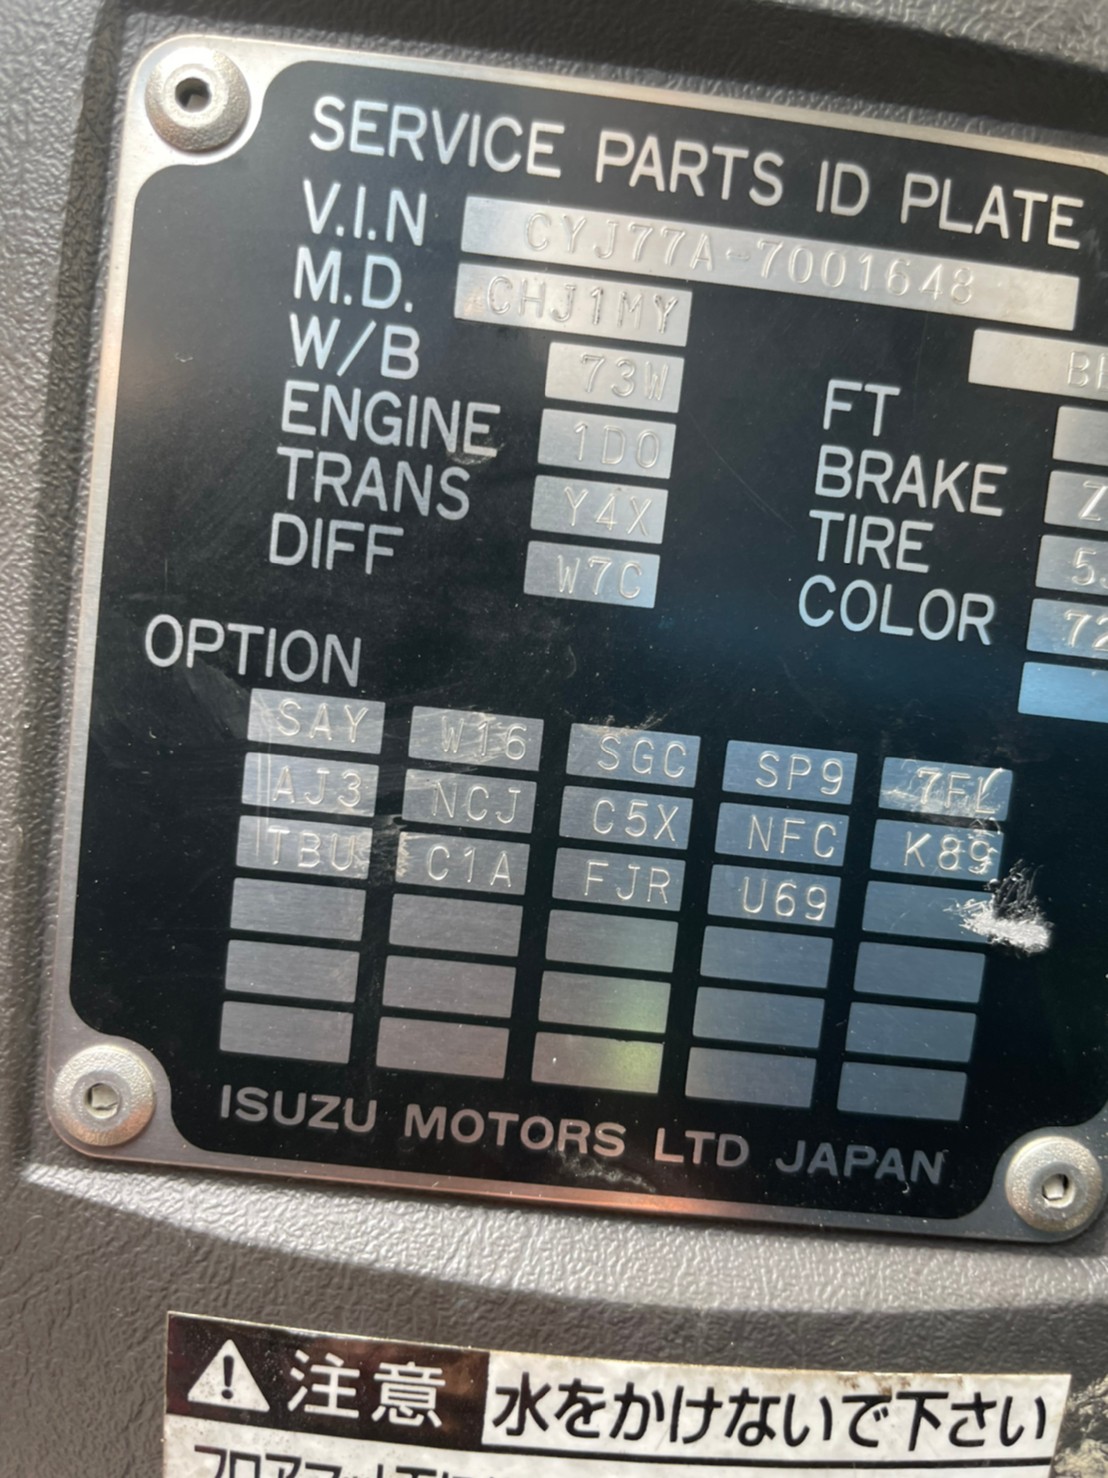 SERVICE PARTS ID PLATE
V.I.N CYJ77A-7001648
M.D. CHJ1MY
W/B 73W
ENGINE 1D0
TRANS Y4X
DIFF W7C
FT
BRAKE
TIRE
COLOR
OPTION
SAY W16 SGC SP9 7FL
AJ3 NCJ C5X NFC K89
TBU C1A FJR U69
ISUZU MOTORS LTD JAPAN
注意 水をかけないで下さい